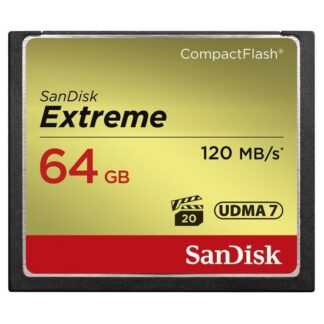 CompactFlash®
SanDisk
Extreme
64 GB
120 MB/s*
20
UDMA 7
SanDisk